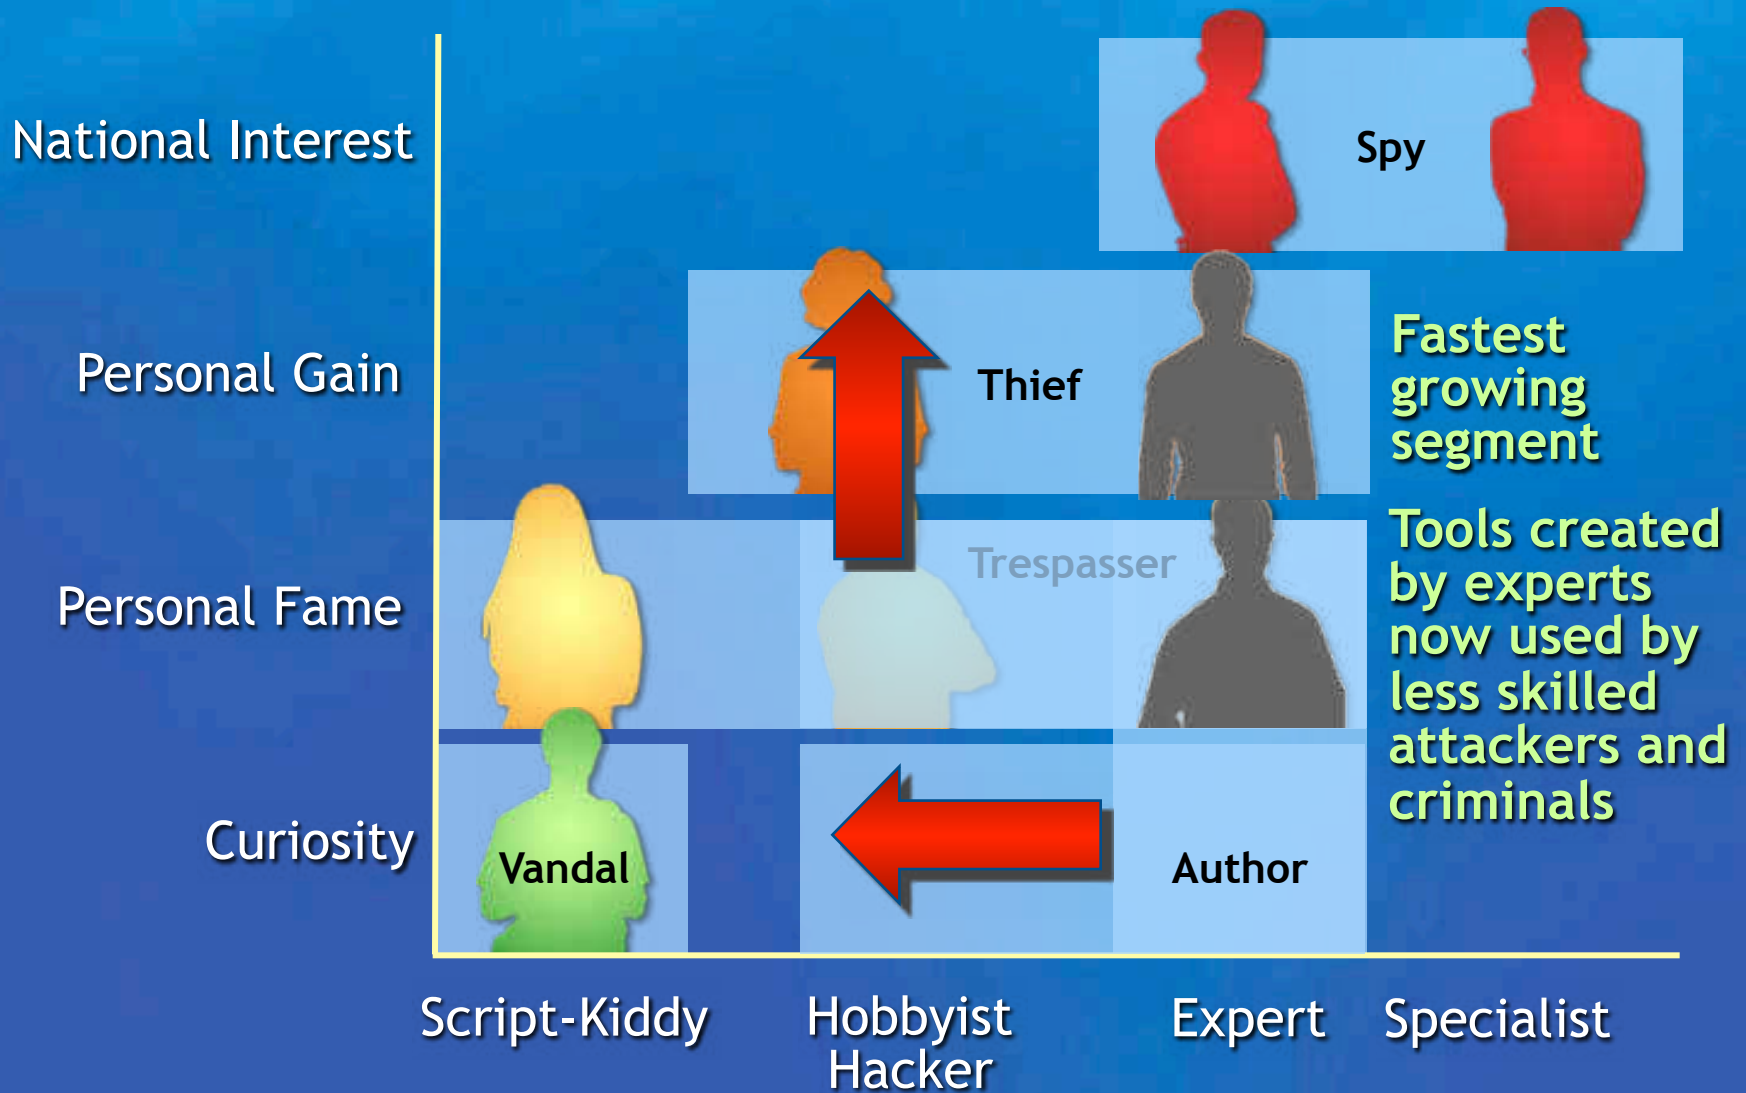 National Interest
Spy
Personal Gain
Thief
Fastest
growing
segment
Personal Fame
Trespasser
Tools created
by experts
now used by
less skilled
attackers and
criminals
Curiosity
Vandal
Author
Script-Kiddy
Hobbyist
Hacker
Expert
Specialist